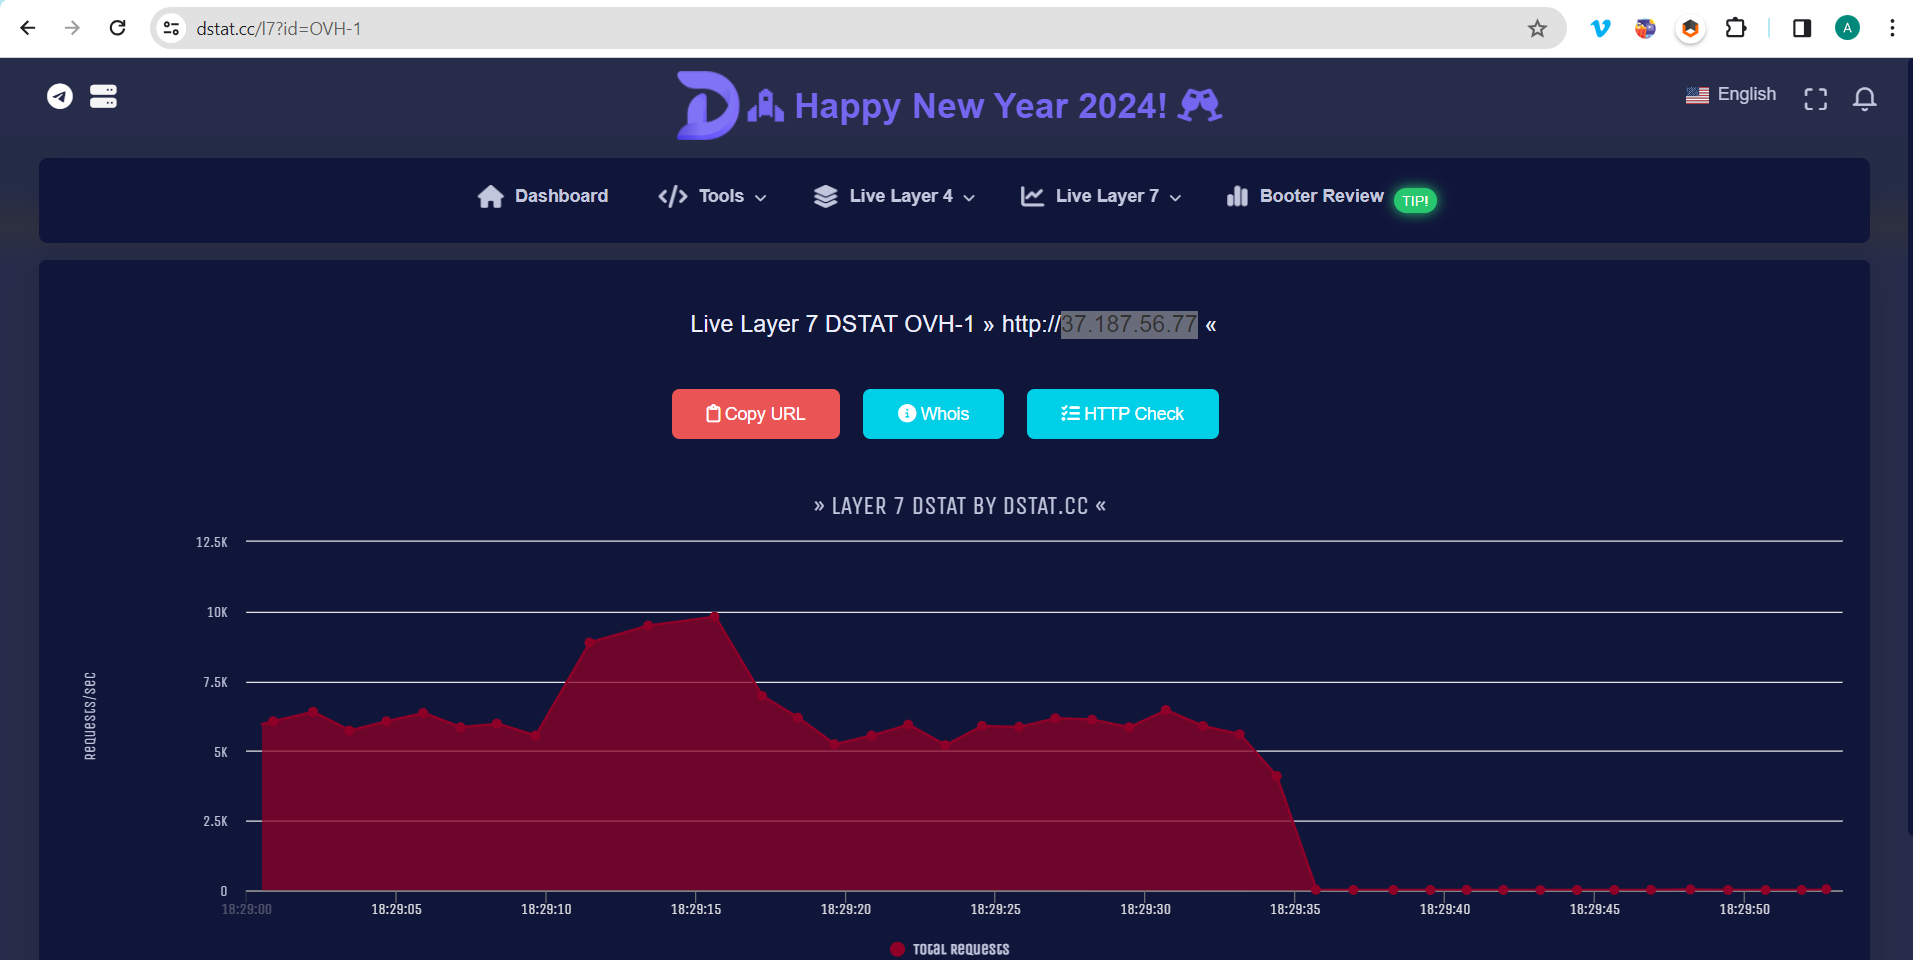 dstat.cc/l7?id=OVH-1
A
Happy New Year 2024!
English
Dashboard
Tools
Live Layer 4
Live Layer 7
Booter Review
TIP!
Live Layer 7 DSTAT OVH-1 » http://37.187.56.77 «
Copy URL
Whois
HTTP Check
» LAYER 7 DSTAT BY DSTAT.CC «
Requests/sec
12.5K
10K
7.5K
5K
2.5K
0
18:29:00
18:29:05
18:29:10
18:29:15
18:29:20
18:29:25
18:29:30
18:29:35
18:29:40
18:29:45
18:29:50
Total Requests